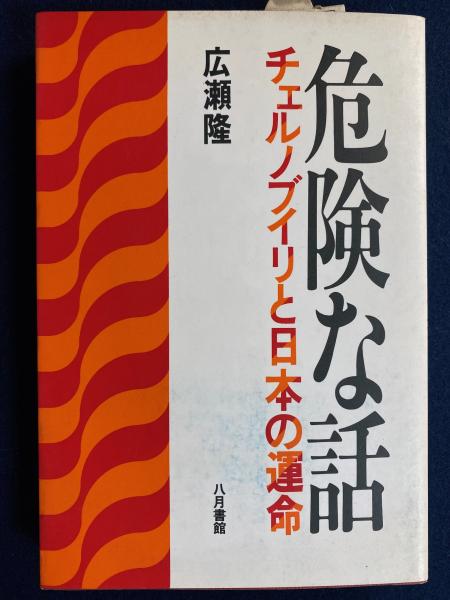 危険な話
チェルノブイリと日本の運命
広瀬隆
八月書館